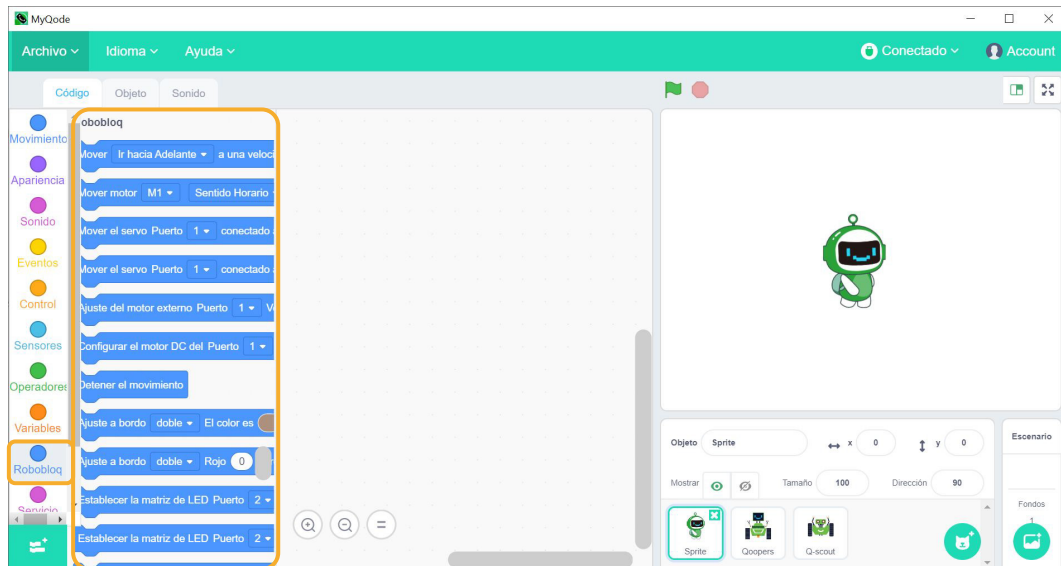 MyQode
Archivo Idioma Ayuda Conectado Account
Código Objeto Sonido
Movimiento
Apariencia
Sonido
Eventos
Control
Sensores
Operadores
Variables
Robobloq
Servicio
obobloq
Mover Ir hacia Adelante a una veloci
Mover motor M1 Sentido Horario
Mover el servo Puerto 1 conectado a
Mover el servo Puerto 1 conectado a
Ajuste del motor externo Puerto 1 V
Configurar el motor DC del Puerto 1
Detener el movimiento
Ajuste a bordo doble El color es
Ajuste a bordo doble Rojo 0
Establecer la matriz de LED Puerto 2
Establecer la matriz de LED Puerto 2
Objeto Sprite x 0 y 0
Mostrar Tamaño 100 Dirección 90
Sprite Qoopers Q-scout
Escenario
Fondos
1